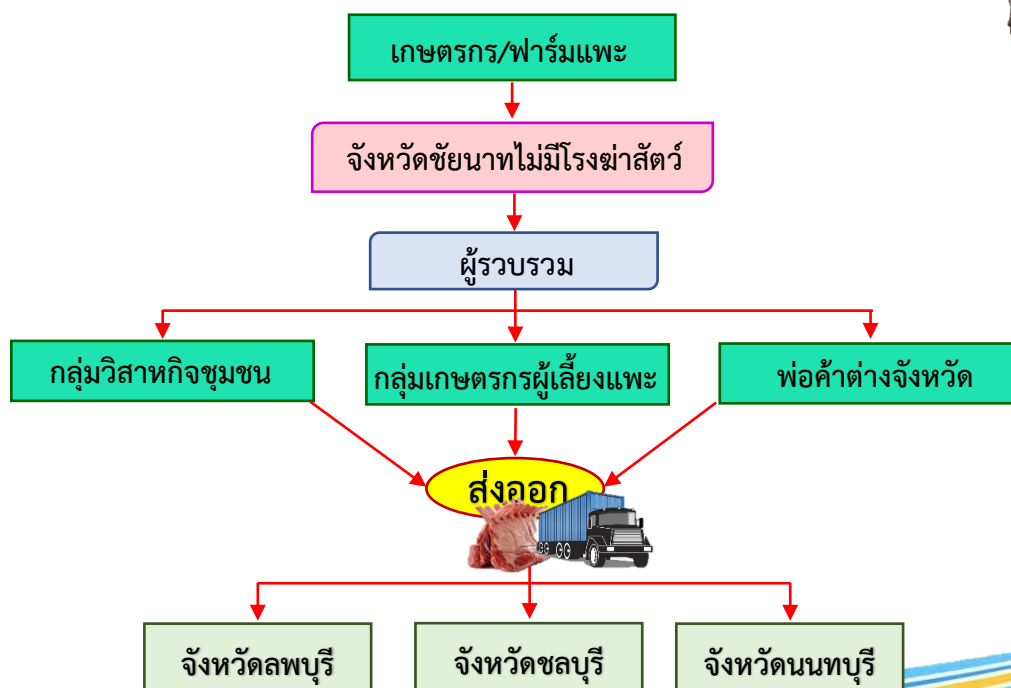 เกษตรกร/ฟาร์มแพะ
จังหวัดชัยนาทไม่มีโรงฆ่าสัตว์
ผู้รวบรวม
กลุ่มวิสาหกิจชุมชน
กลุ่มเกษตรกรผู้เลี้ยงแพะ
พ่อค้าต่างจังหวัด
ส่งออก
จังหวัดลพบุรี
จังหวัดชลบุรี
จังหวัดนนทบุรี